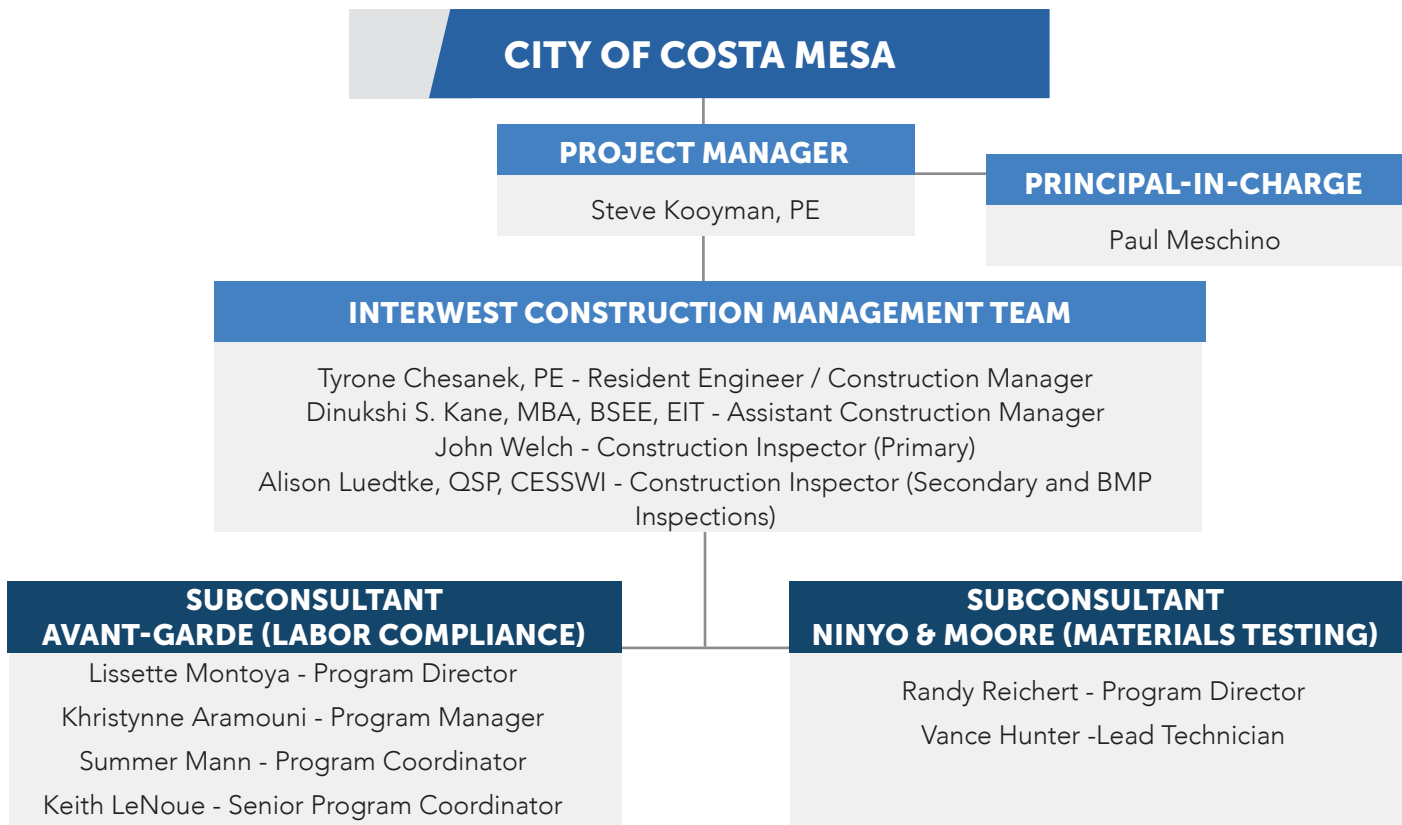 CITY OF COSTA MESA
PROJECT MANAGER
Steve Kooyman, PE
PRINCIPAL-IN-CHARGE
Paul Meschino
INTERWEST CONSTRUCTION MANAGEMENT TEAM
Tyrone Chesanek, PE - Resident Engineer / Construction Manager
Dinukshi S. Kane, MBA, BSEE, EIT - Assistant Construction Manager
John Welch - Construction Inspector (Primary)
Alison Luedtke, QSP, CESSWI - Construction Inspector (Secondary and BMP
Inspections)
SUBCONSULTANT
AVANT-GARDE (LABOR COMPLIANCE)
Lissette Montoya - Program Director
Khristynne Aramouni - Program Manager
Summer Mann - Program Coordinator
Keith LeNoue - Senior Program Coordinator
SUBCONSULTANT
NINYO & MOORE (MATERIALS TESTING)
Randy Reichert - Program Director
Vance Hunter -Lead Technician